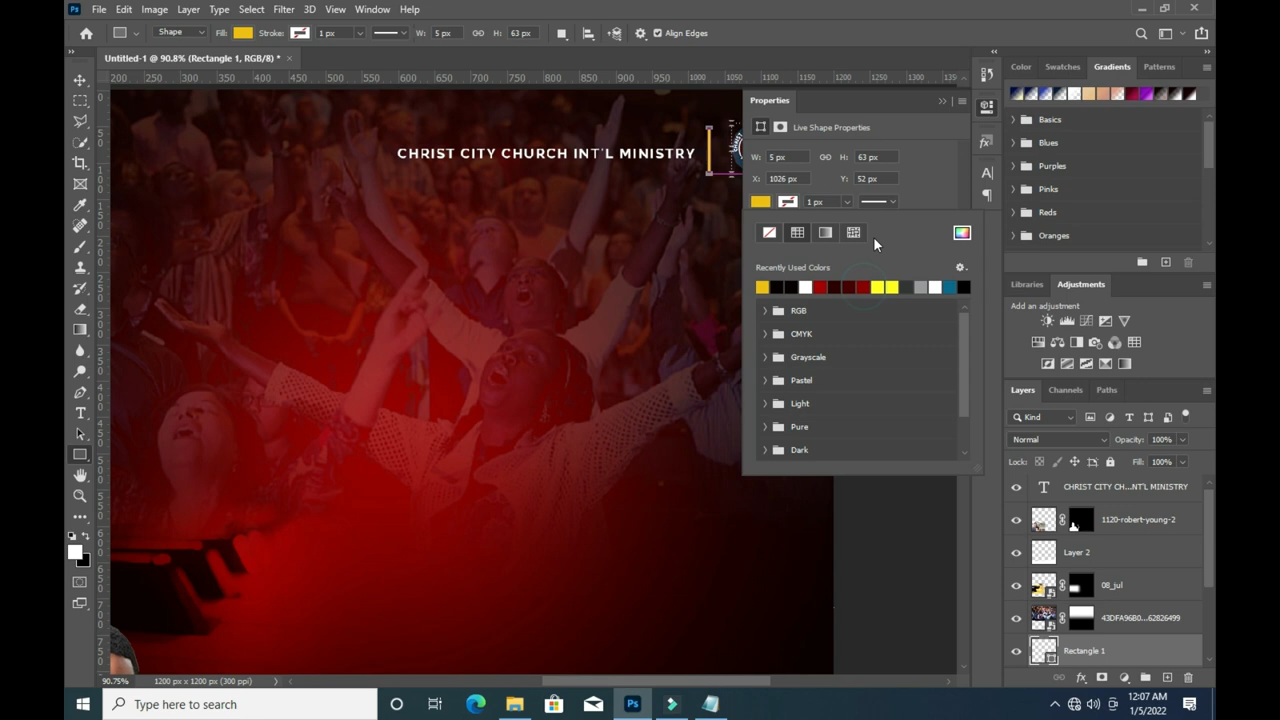 Ps File Edit Image Layer Type Select Filter 3D View Window Help
Shape Fill: Stroke: 1 px W: 5 px H: 63 px Align Edges
Untitled-1 @ 90.8% (Rectangle 1, RGB/8) *
200 250 300 350 400 450 500 550 600 650 700 750 800 850 900 950 1000 1050 1100 1150 1200 1250 1300
CHRIST CITY CHURCH INT'L MINISTRY
Properties
Live Shape Properties
W: 5 px H: 63 px
X: 1026 px Y: 52 px
1 px
Recently Used Colors
RGB
CMYK
Grayscale
Pastel
Light
Pure
Dark
Color Swatches Gradients Patterns
Basics
Blues
Purples
Pinks
Reds
Oranges
Libraries Adjustments
Add an adjustment
Layers Channels Paths
Kind
Normal Opacity: 100%
Lock: Fill: 100%
T CHRIST CITY CH...NT'L MINISTRY
1120-robert-young-2
Layer 2
08_jul
43DFA96B0...62826499
Rectangle 1
90.75% 1200 px x 1200 px (300 ppi)
Type here to search
12:07 AM
1/5/2022